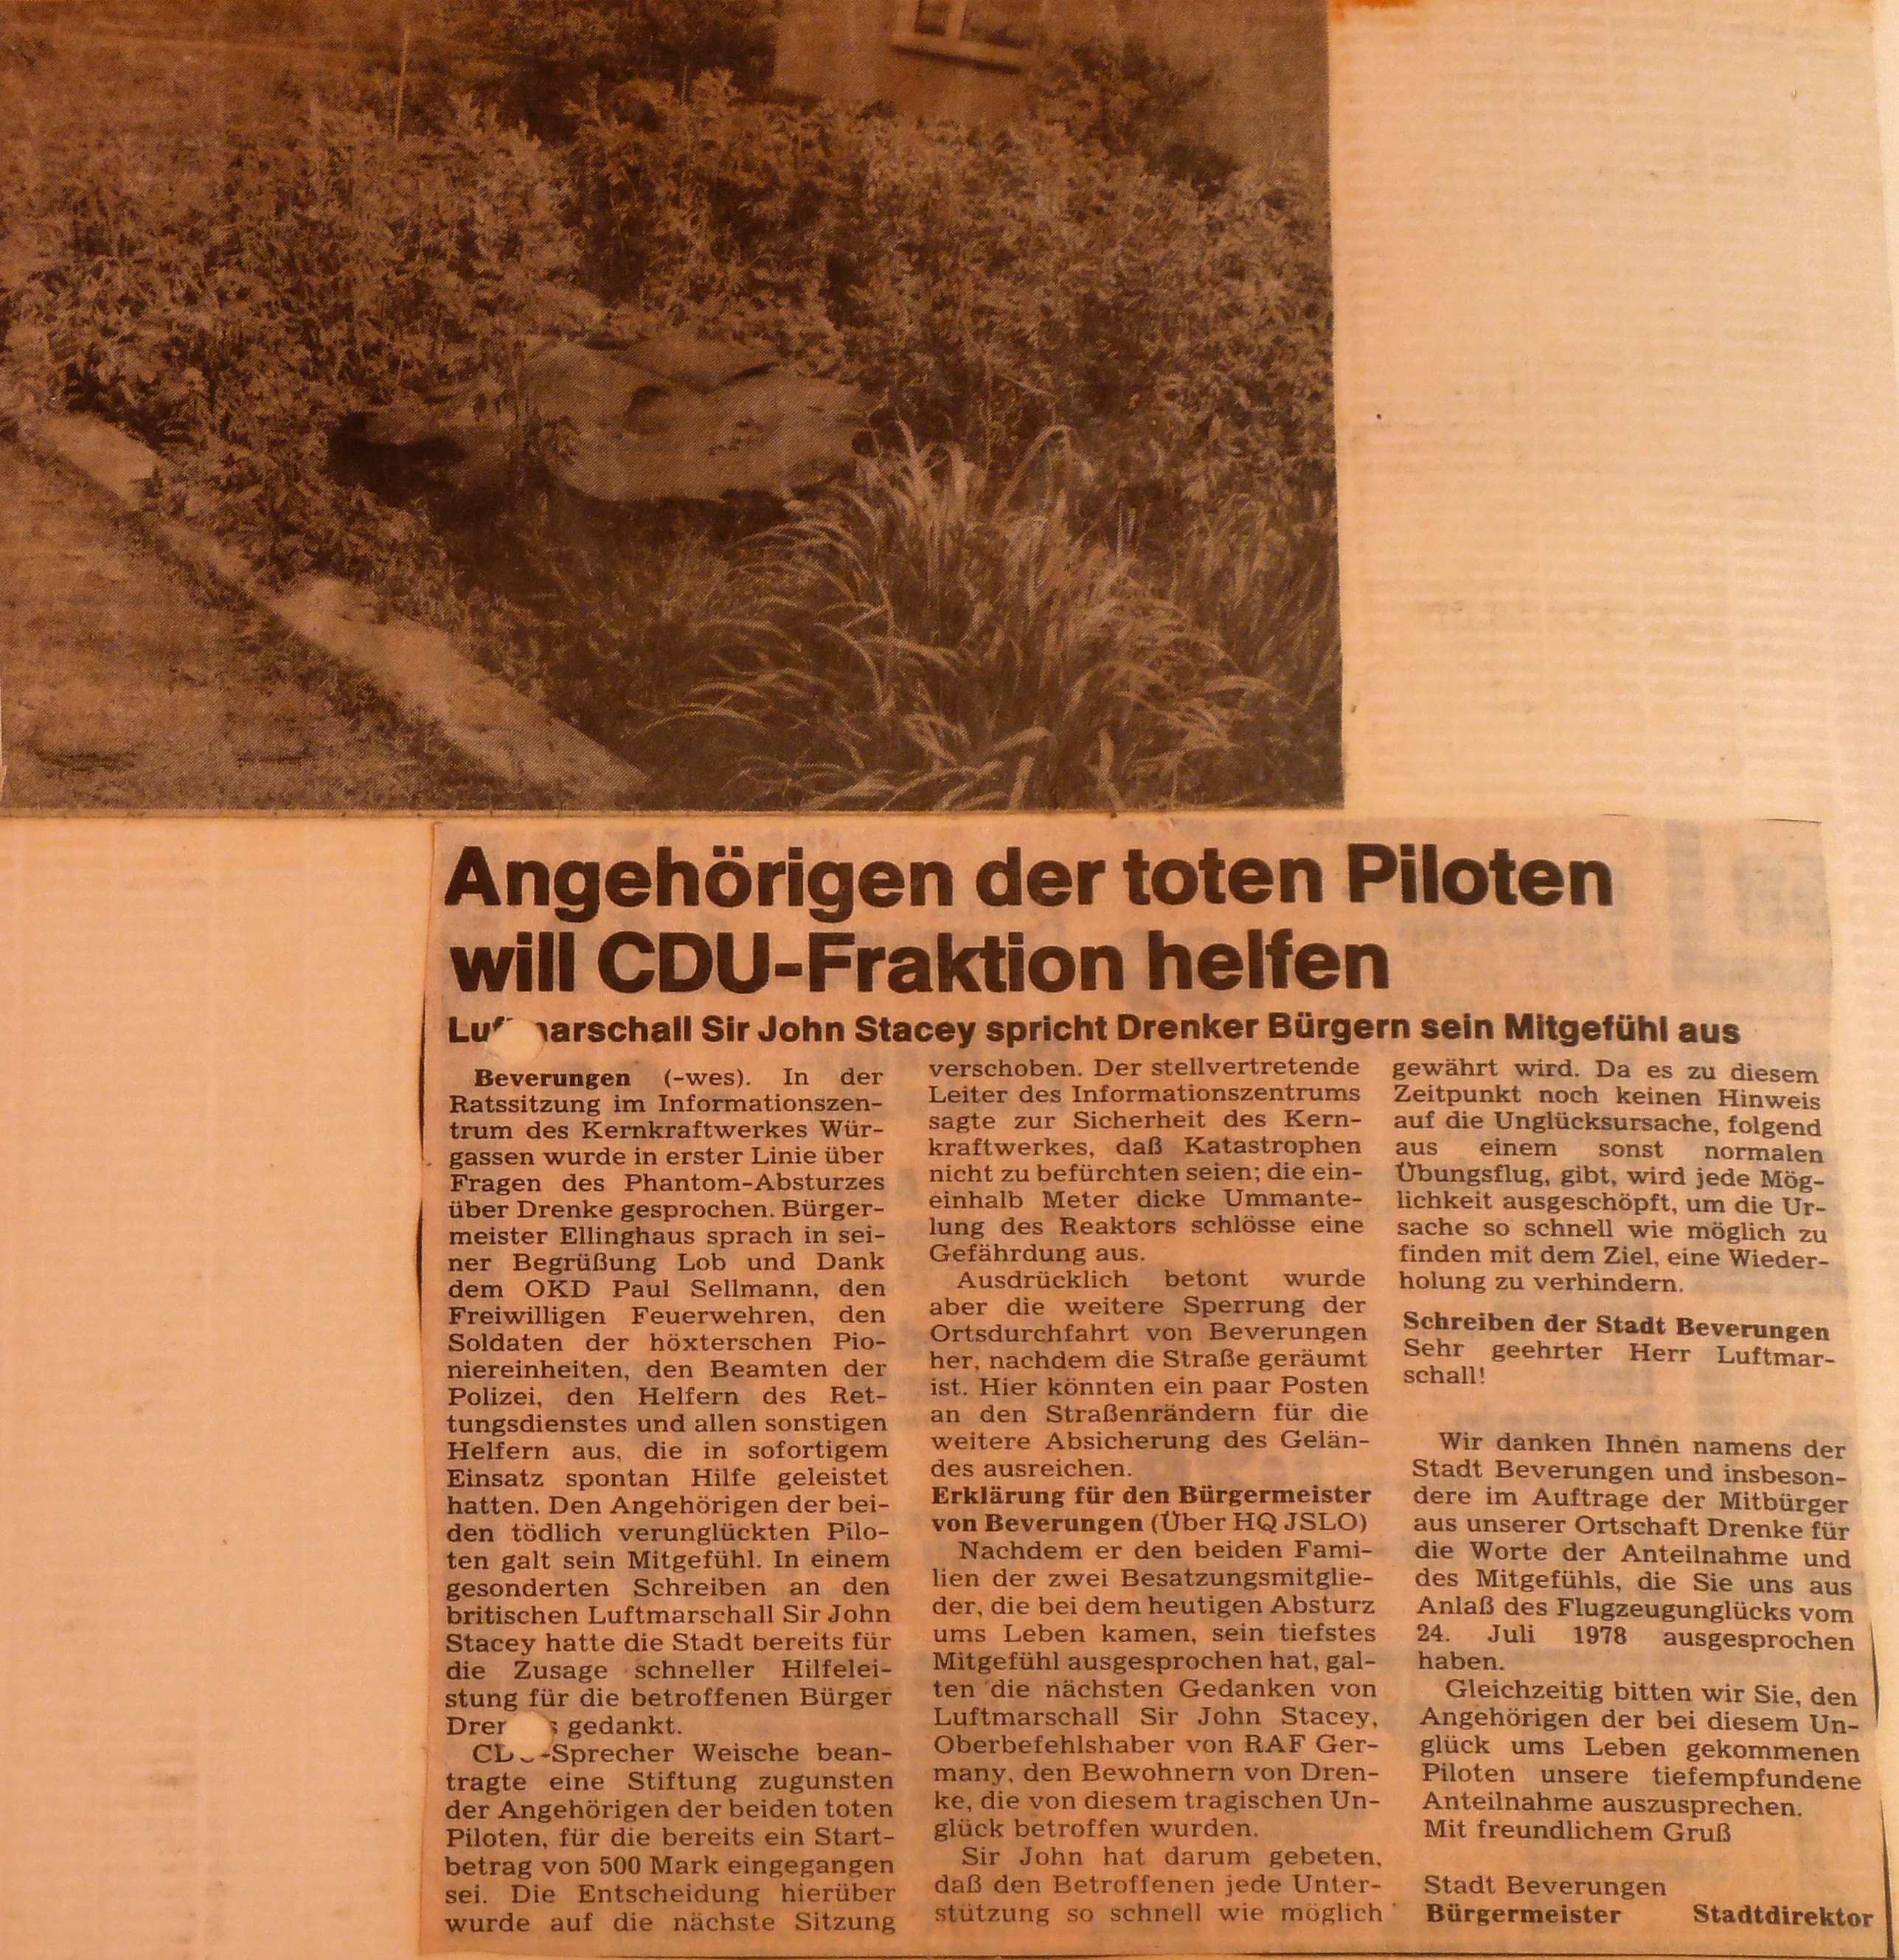 Angehörigen der toten Piloten
will CDU-Fraktion helfen
Luftmarschall Sir John Stacey spricht Drenker Bürgern sein Mitgefühl aus
Beverungen (-wes). In der
Ratssitzung im Informationszen-
trum des Kernkraftwerkes Wür-
gassen wurde in erster Linie über
Fragen des Phantom-Absturzes
über Drenke gesprochen. Bürger-
meister Ellinghaus sprach in sei-
ner Begrüßung Lob und Dank
dem OKD Paul Sellmann, den
Freiwilligen Feuerwehren, den
Soldaten der höxterschen Pio-
niereinheiten, den Beamten der
Polizei, den Helfern des Ret-
tungsdienstes und allen sonstigen
Helfern aus, die in sofortigem
Einsatz spontan Hilfe geleistet
hatten. Den Angehörigen der bei-
den tödlich verunglückten Pilo-
ten galt sein Mitgefühl. In einem
gesonderten Schreiben an den
britischen Luftmarschall Sir John
Stacey hatte die Stadt bereits für
die Zusage schneller Hilfelei-
stung für die betroffenen Bürger
Drenkes gedankt.
CDU-Sprecher Weische bean-
tragte eine Stiftung zugunsten
der Angehörigen der beiden toten
Piloten, für die bereits ein Start-
betrag von 500 Mark eingegangen
sei. Die Entscheidung hierüber
wurde auf die nächste Sitzung
verschoben. Der stellvertretende
Leiter des Informationszentrums
sagte zur Sicherheit des Kern-
kraftwerkes, daß Katastrophen
nicht zu befürchten seien; die ein-
einhalb Meter dicke Ummante-
lung des Reaktors schlösse eine
Gefährdung aus.
Ausdrücklich betont wurde
aber die weitere Sperrung der
Ortsdurchfahrt von Beverungen
her, nachdem die Straße geräumt
ist. Hier könnten ein paar Posten
an den Straßenrändern für die
weitere Absicherung des Gelän-
des ausreichen.
Erklärung für den Bürgermeister
von Beverungen (Über HQ JSLO)
Nachdem er den beiden Fami-
lien der zwei Besatzungsmitglie-
der, die bei dem heutigen Absturz
ums Leben kamen, sein tiefstes
Mitgefühl ausgesprochen hat, gal-
ten die nächsten Gedanken von
Luftmarschall Sir John Stacey,
Oberbefehlshaber von RAF Ger-
many, den Bewohnern von Dren-
ke, die von diesem tragischen Un-
glück betroffen wurden.
Sir John hat darum gebeten,
daß den Betroffenen jede Unter-
stützung so schnell wie möglich
gewährt wird. Da es zu diesem
Zeitpunkt noch keinen Hinweis
auf die Unglücksursache, folgend
aus einem sonst normalen
Übungsflug, gibt, wird jede Mög-
lichkeit ausgeschöpft, um die Ur-
sache so schnell wie möglich zu
finden mit dem Ziel, eine Wieder-
holung zu verhindern.
Schreiben der Stadt Beverungen
Sehr geehrter Herr Luftmar-
schall!
Wir danken Ihnen namens der
Stadt Beverungen und insbeson-
dere im Auftrage der Mitbürger
aus unserer Ortschaft Drenke für
die Worte der Anteilnahme und
des Mitgefühls, die Sie uns aus
Anlaß des Flugzeugunglücks vom
24. Juli 1978 ausgesprochen
haben.
Gleichzeitig bitten wir Sie, den
Angehörigen der bei diesem Un-
glück ums Leben gekommenen
Piloten unsere tiefempfundene
Anteilnahme auszusprechen.
Mit freundlichem Gruß
Stadt Beverungen
Bürgermeister Stadtdirektor